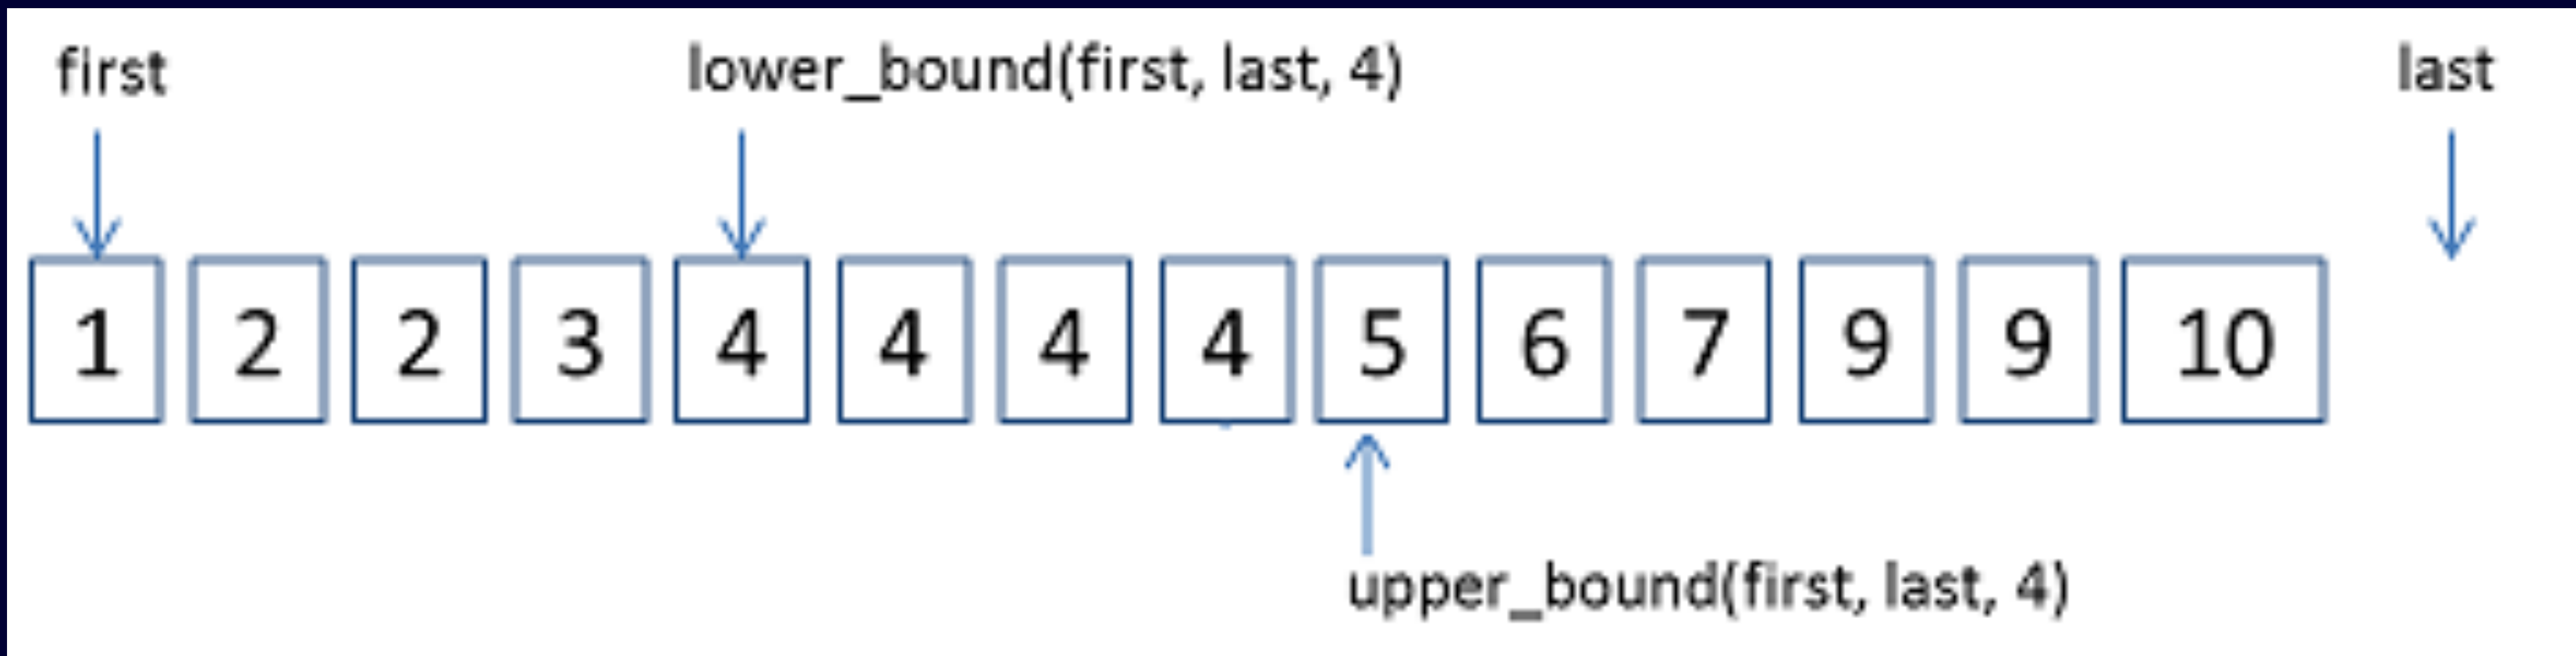 first lower_bound(first, last, 4) last
1 2 2 3 4 4 4 4 5 6 7 9 9 10
upper_bound(first, last, 4)